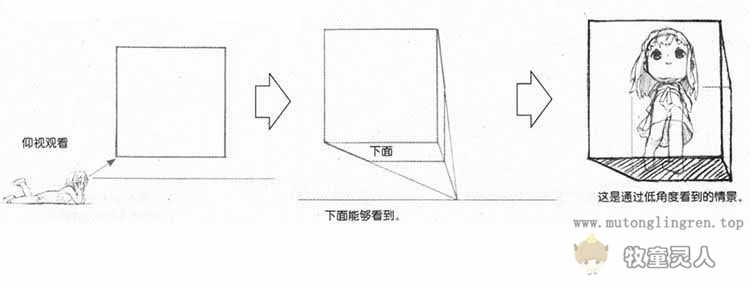 仰视观看
下面
下面能够看到。
这是通过低角度看到的情景。
www.mutonglingren.top
牧童灵人